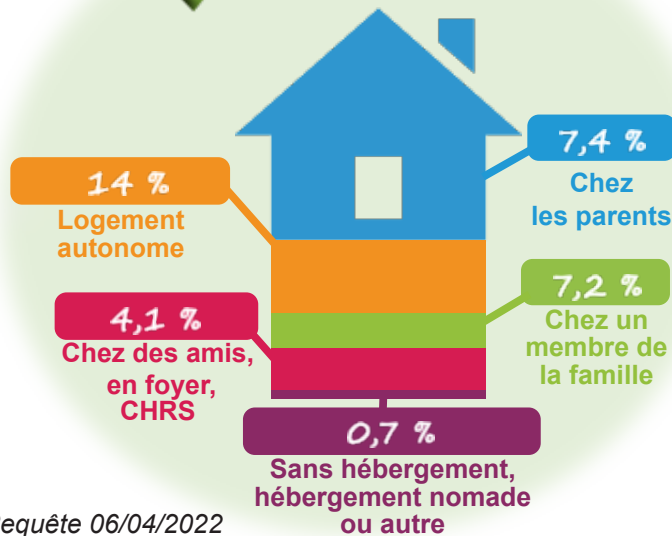 7,4 %
Chez
les parents
14 %
Logement
autonome
7,2 %
Chez un
membre de
la famille
4,1 %
Chez des amis,
en foyer,
CHRS
0,7 %
Sans hébergement,
hébergement nomade
ou autre
equête 06/04/2022